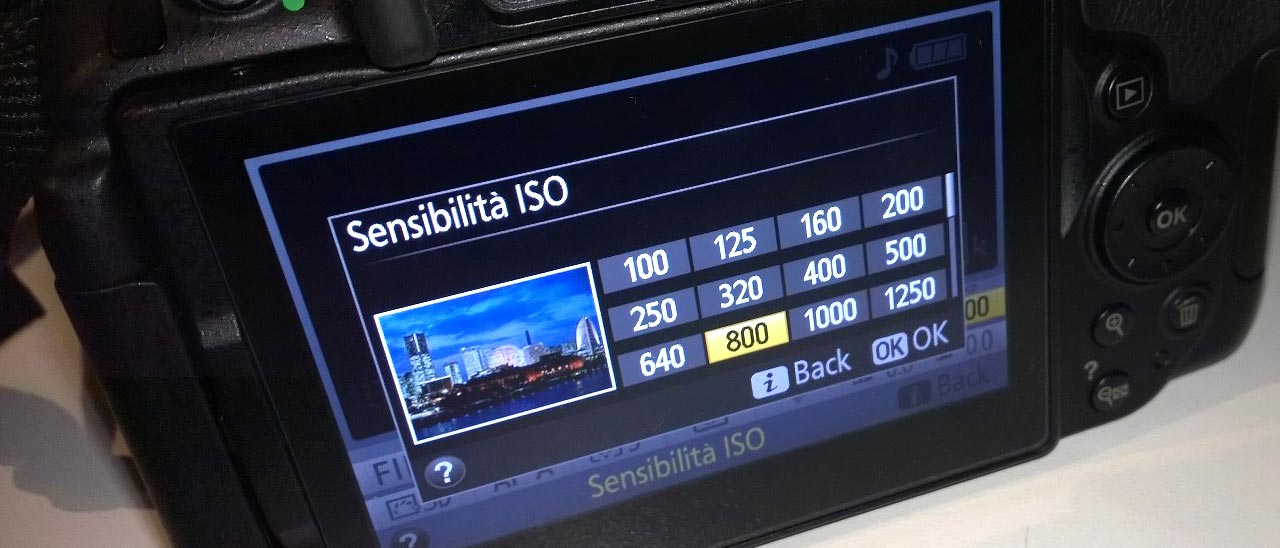 Sensibilità ISO
100 125 160 200
250 320 400 500
640 800 1000 1250
i Back OK OK
?
Sensibilità ISO
i Back
?
OK
?